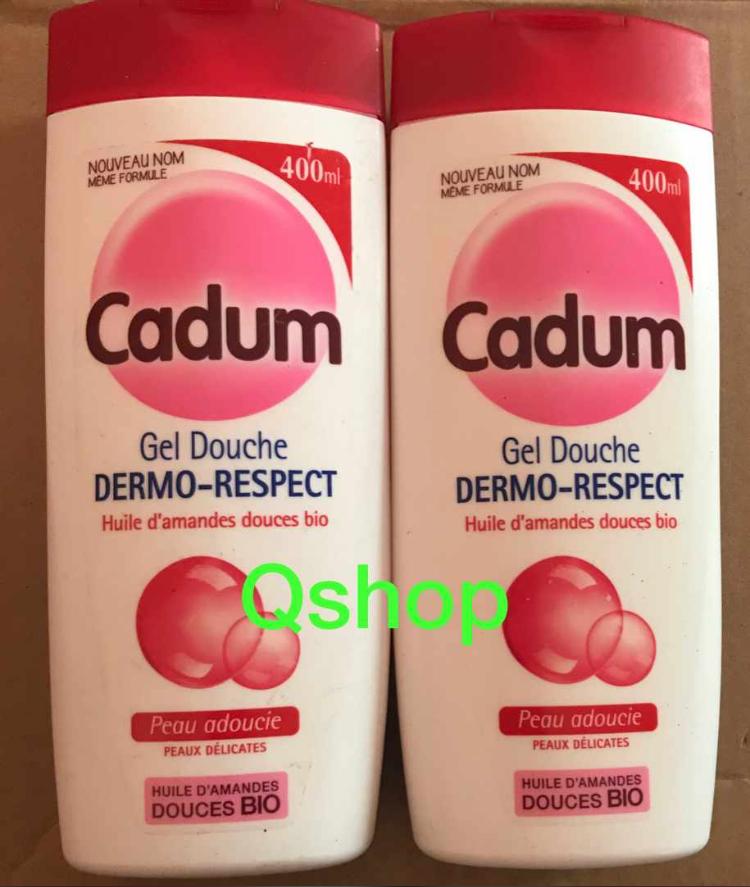 NOUVEAU NOM
MÊME FORMULE
400ml
Cadum
Gel Douche
DERMO-RESPECT
Huile d'amandes douces bio
Peau adoucie
PEAUX DÉLICATES
HUILE D'AMANDES
DOUCES BIO
NOUVEAU NOM
MÊME FORMULE
400ml
Cadum
Gel Douche
DERMO-RESPECT
Huile d'amandes douces bio
Peau adoucie
PEAUX DÉLICATES
HUILE D'AMANDES
DOUCES BIO
Qshop